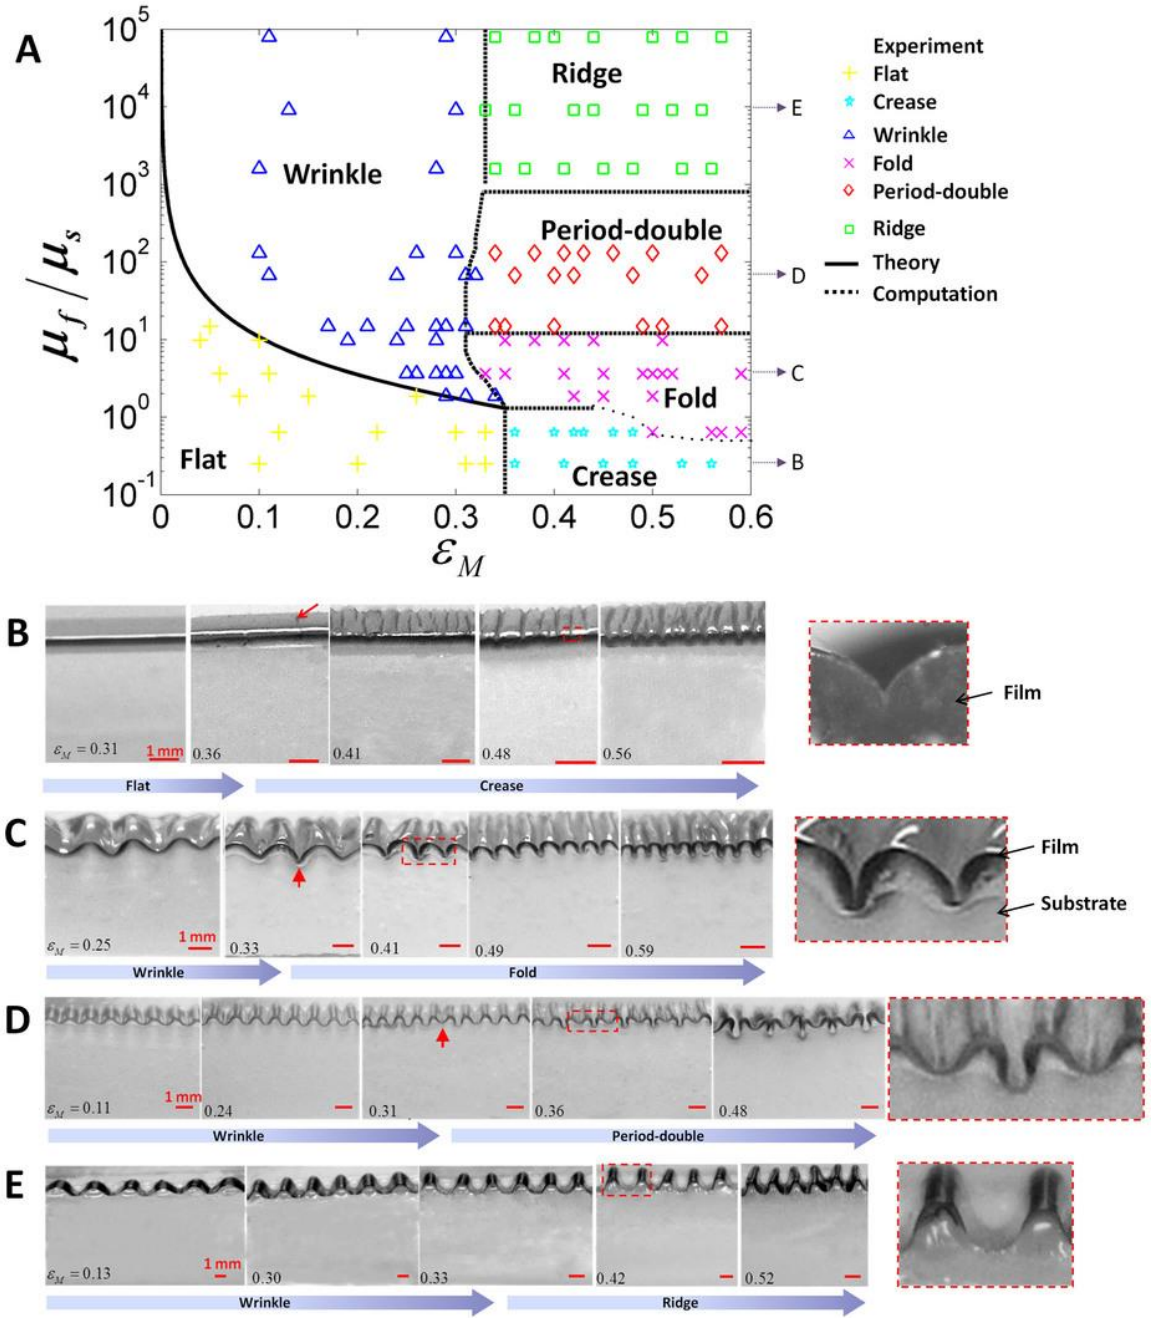 A
10^5
10^4
10^3
10^2
10^1
10^0
10^-1
μ_f / μ_s
0 0.1 0.2 0.3 0.4 0.5 0.6
ε_M
Ridge
Wrinkle
Period-double
Fold
Flat
Crease
E
D
C
B
Experiment
Flat
Crease
Wrinkle
Fold
Period-double
Ridge
Theory
Computation
B
ε_M = 0.31 1 mm 0.36 0.41 0.48 0.56
Film
Flat Crease
C
ε_M = 0.25 1 mm 0.33 0.41 0.49 0.59
Film
Substrate
Wrinkle Fold
D
ε_M = 0.11 1 mm 0.24 0.31 0.36 0.48
Wrinkle Period-double
E
ε_M = 0.13 1 mm 0.30 0.33 0.42 0.52
Wrinkle Ridge